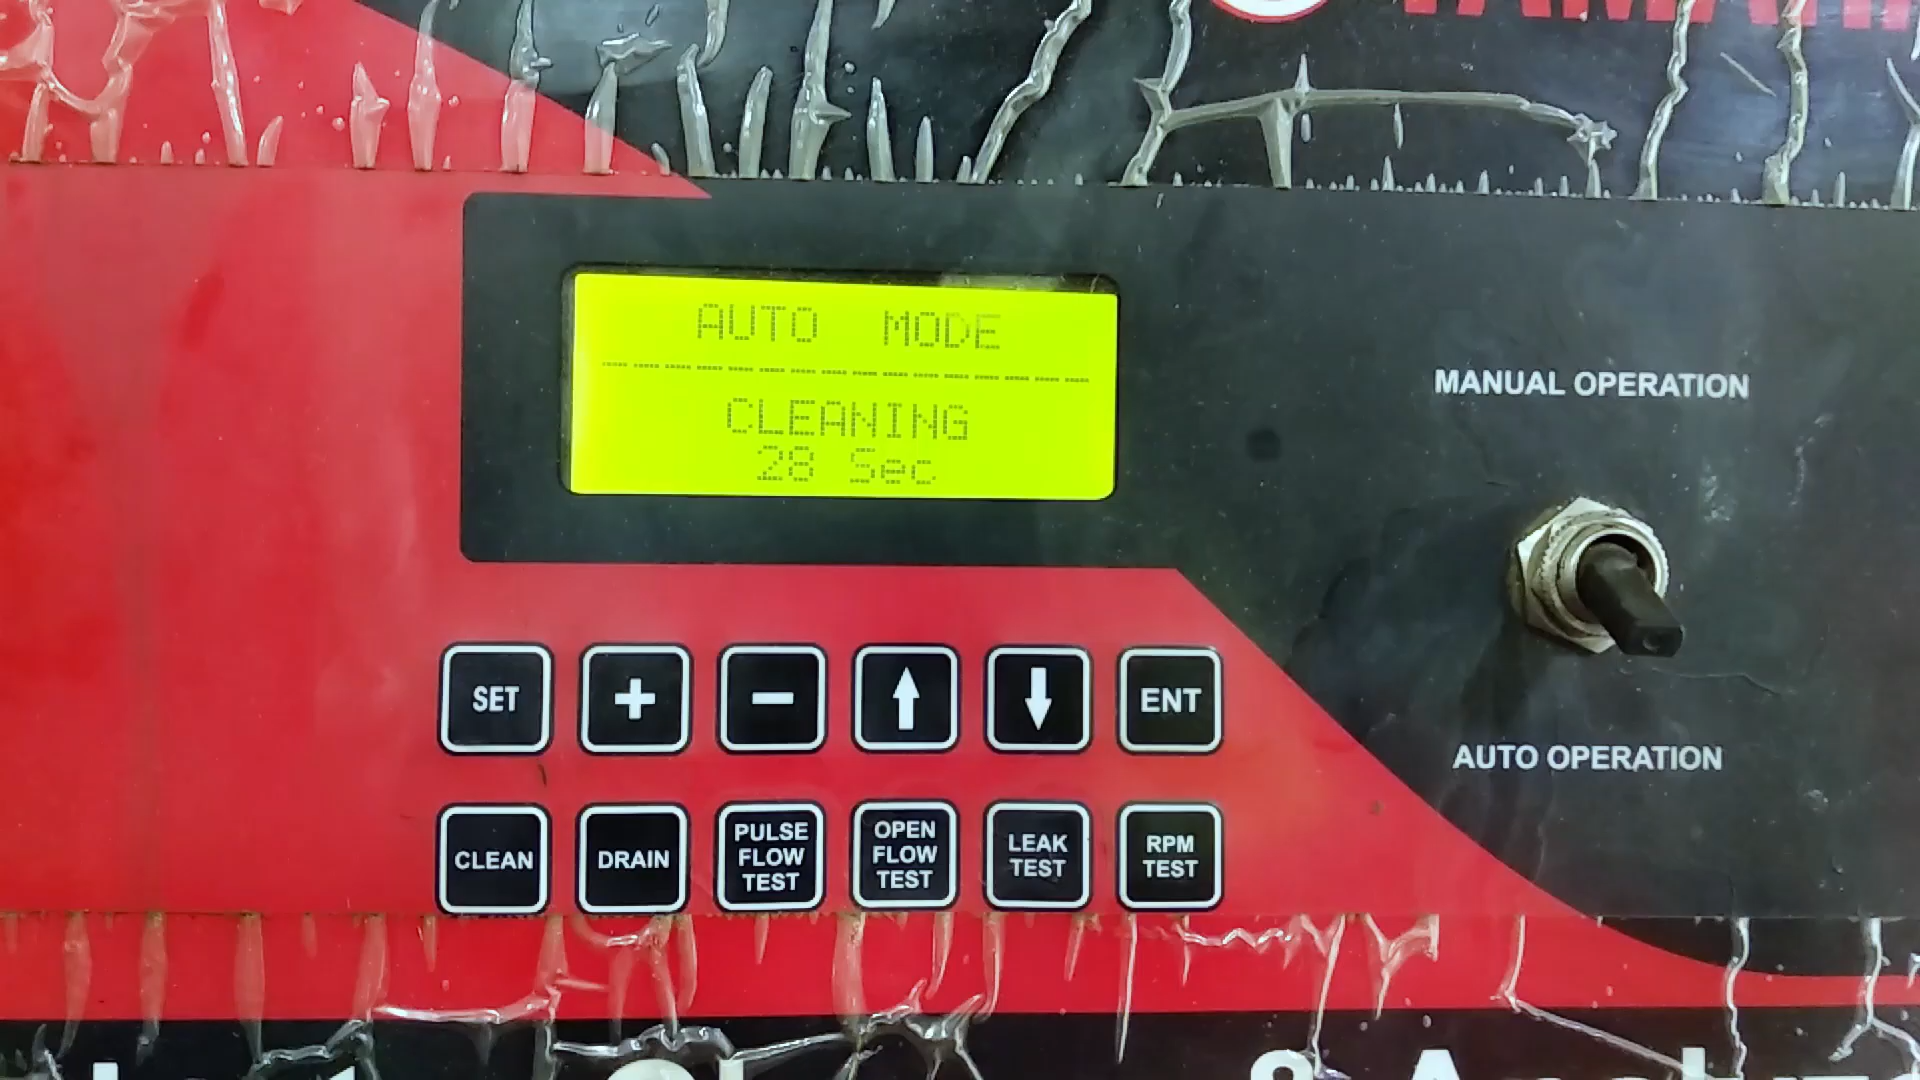 AUTO MODE
--------------------
CLEANING
28 Sec
MANUAL OPERATION
AUTO OPERATION
SET
+
-
↑
↓
ENT
CLEAN
DRAIN
PULSE
FLOW
TEST
OPEN
FLOW
TEST
LEAK
TEST
RPM
TEST